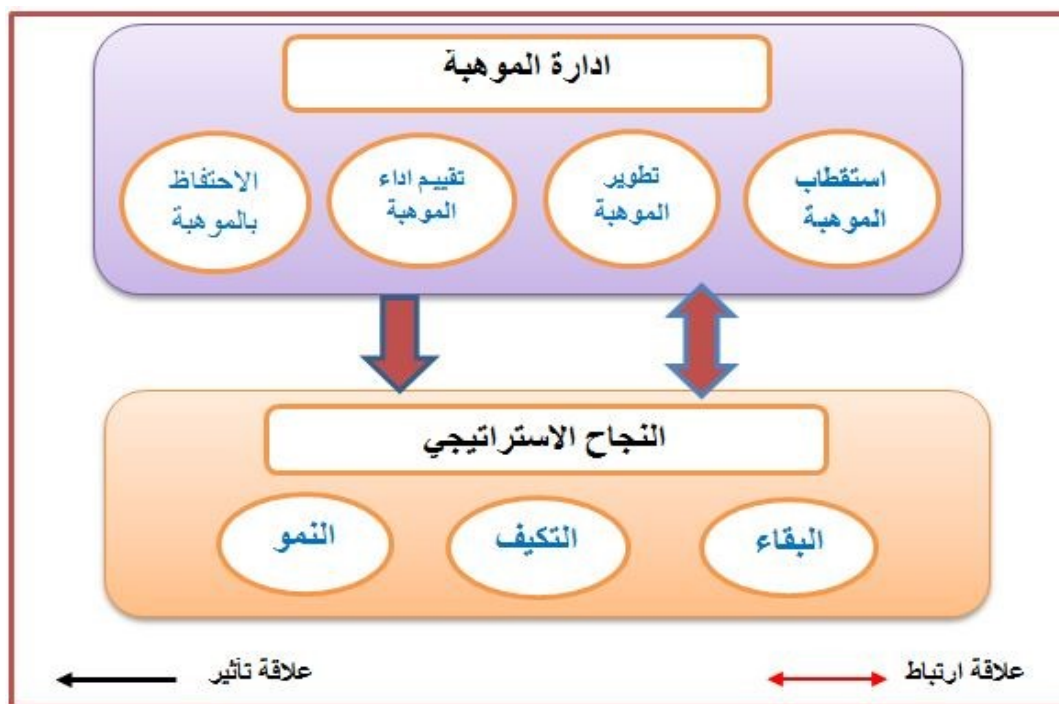 ادارة الموهبة
استقطاب
الموهبة
تطوير
الموهبة
تقييم اداء
الموهبة
الاحتفاظ
بالموهبة
النجاح الاستراتيجي
البقاء
التكيف
النمو
علاقة ارتباط
علاقة تأثير